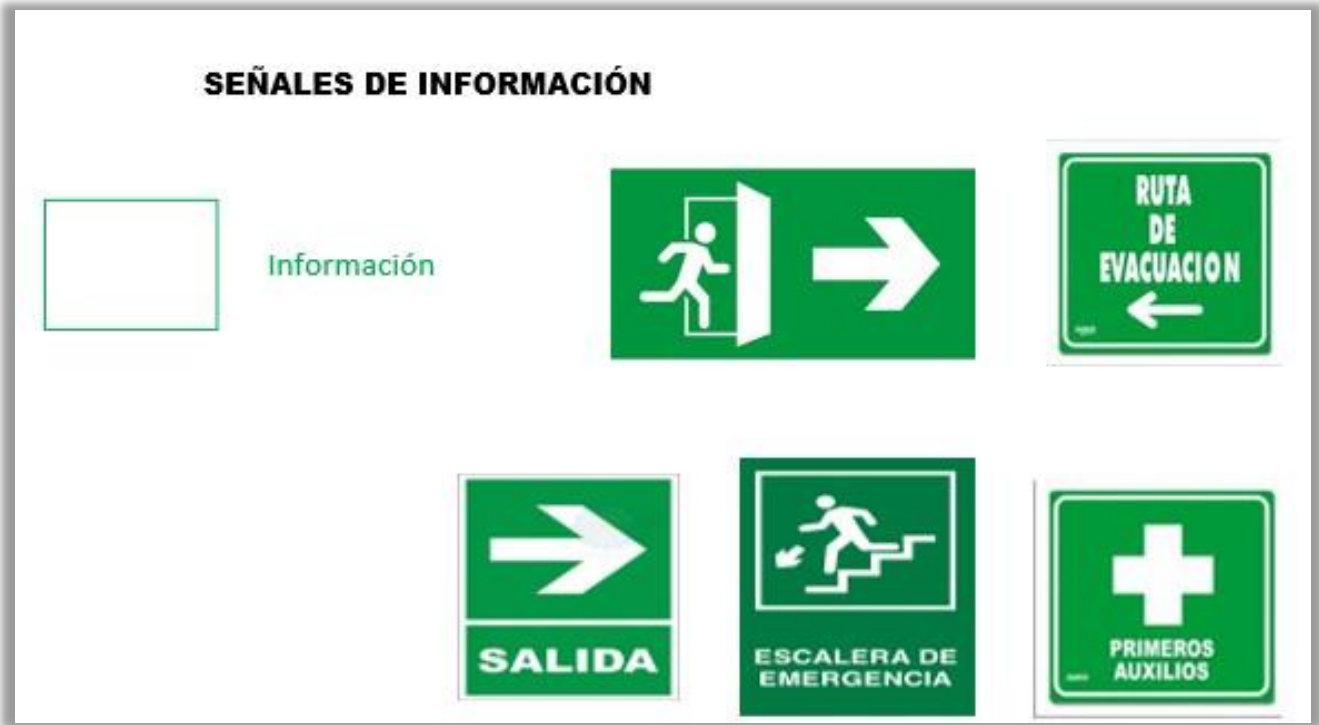 SEÑALES DE INFORMACIÓN
Información
RUTA
DE
EVACUACION
SALIDA
ESCALERA DE
EMERGENCIA
PRIMEROS
AUXILIOS